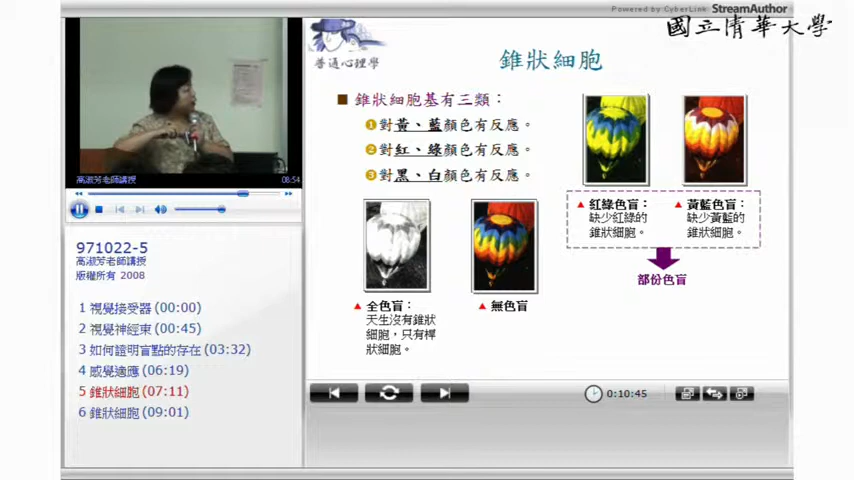 Powered by CyberLink StreamAuthor
國立清華大學
普通心理學
錐狀細胞
■ 錐狀細胞基有三類：
❶對黃、藍顏色有反應。
❷對紅、綠顏色有反應。
❸對黑、白顏色有反應。
高淑芳老師講授
08:54
971022-5
高淑芳老師講授
版權所有 2008
1 視覺接受器 (00:00)
2 視覺神經束 (00:45)
3 如何證明盲點的存在 (03:32)
4 感覺適應 (06:19)
5 錐狀細胞 (07:11)
6 錐狀細胞 (09:01)
▲ 全色盲：
天生沒有錐狀
細胞，只有桿
狀細胞。
▲ 無色盲
▲ 紅綠色盲：
缺少紅綠的
錐狀細胞。
▲ 黃藍色盲：
缺少黃藍的
錐狀細胞。
部份色盲
0:10:45